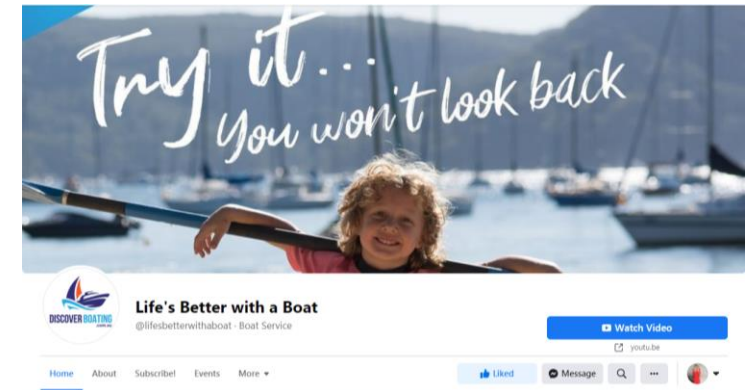 Try it...
You won't look back
DISCOVER BOATING
Life's Better with a Boat
@lifesbetterwithaboat · Boat Service
Watch Video
youtu.be
Home About Subscribe! Events More
Liked Message ...